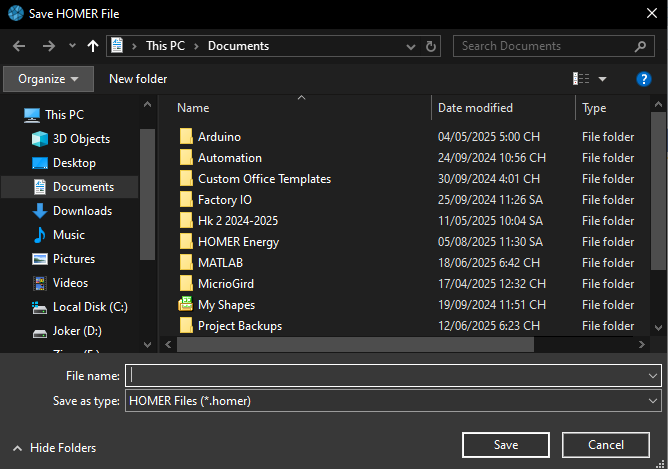 Save HOMER File
This PC > Documents
Search Documents
Organize
New folder
?
This PC
3D Objects
Desktop
Documents
Downloads
Music
Pictures
Videos
Local Disk (C:)
Joker (D:)
Name Date modified Type
Arduino 04/05/2025 5:00 CH File folder
Automation 24/09/2024 10:56 CH File folder
Custom Office Templates 30/09/2024 4:01 CH File folder
Factory IO 25/09/2024 11:26 SA File folder
Hk 2 2024-2025 11/05/2025 10:04 SA File folder
HOMER Energy 05/08/2025 11:30 SA File folder
MATLAB 18/06/2025 6:42 CH File folder
MicrioGird 17/04/2025 12:32 CH File folder
My Shapes 19/09/2024 11:51 CH File folder
Project Backups 12/06/2025 6:23 CH File folder
File name:
Save as type: HOMER Files (*.homer)
Hide Folders
Save
Cancel